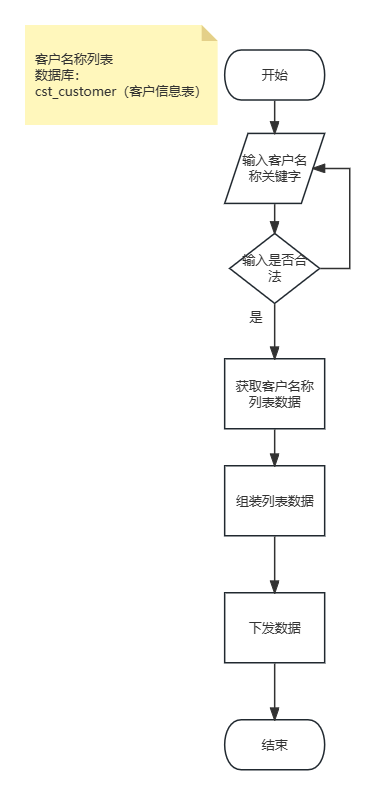 客户名称列表
数据库：
cst_customer（客户信息表）
开始
输入客户名
称关键字
输入是否合
法
是
获取客户名称
列表数据
组装列表数据
下发数据
结束